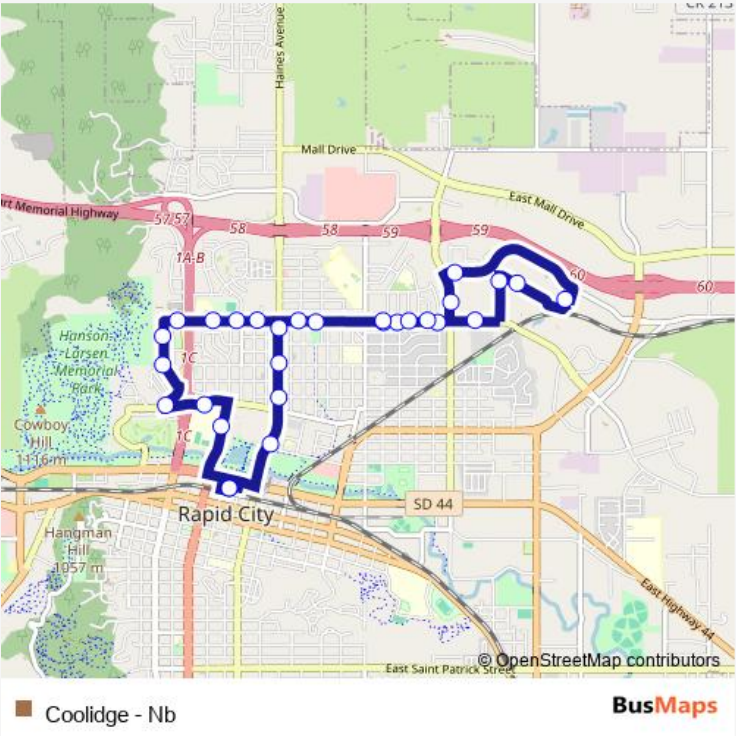 CR 213
Haines Avenue
Mall Drive
East Mall Drive
art Memorial Highway
57 57
58
58
59
59
60
60
1A-B
Hanson-
Larsen
Memorial
Park
1C
Cowboy
Hill
1116 m
1C
SD 44
Rapid City
Hangman
Hill
1057 m
East Highway 44
East Saint Patrick Street
© OpenStreetMap contributors
Coolidge - Nb
BusMaps